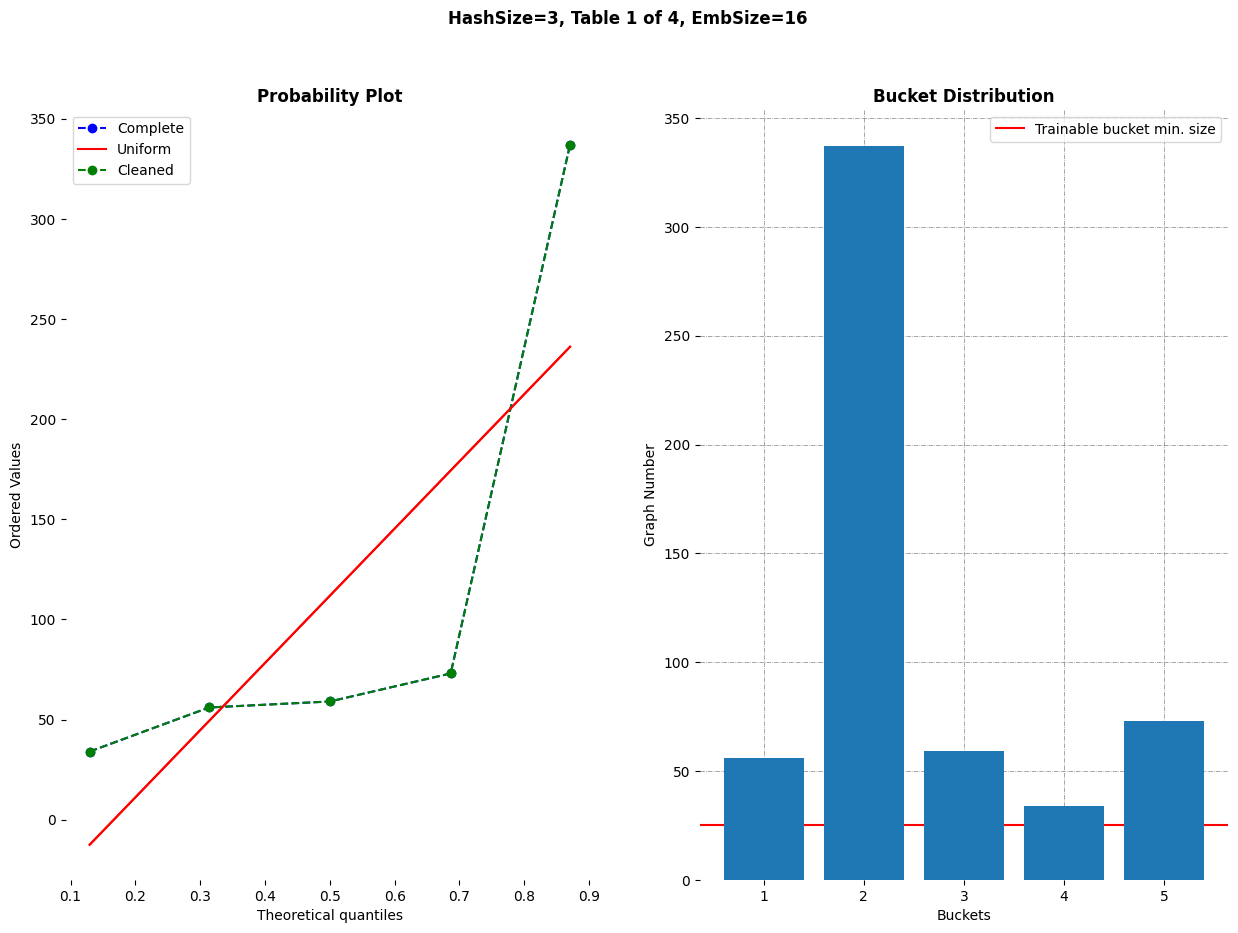 HashSize=3, Table 1 of 4, EmbSize=16
Probability Plot
Complete
Uniform
Cleaned
350
300
250
200
150
100
50
0
Ordered Values
0.1 0.2 0.3 0.4 0.5 0.6 0.7 0.8 0.9
Theoretical quantiles
Bucket Distribution
Trainable bucket min. size
350
300
250
200
150
100
50
0
Graph Number
1 2 3 4 5
Buckets